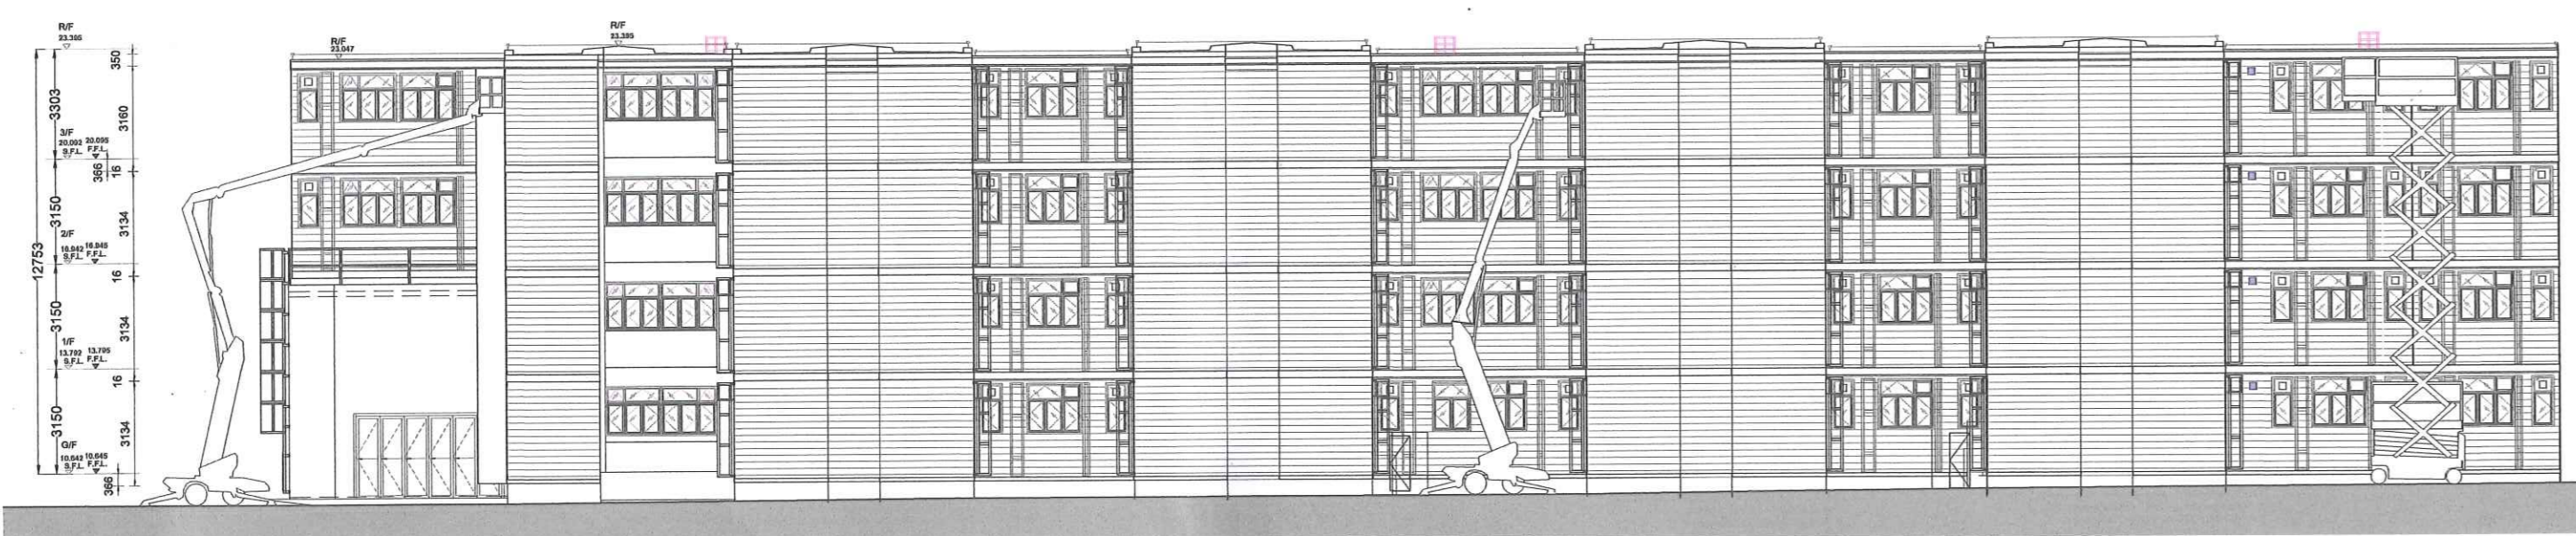 R/F
23.395
R/F
23.047
R/F
23.395
350
3303
3160
3/F
20.092 20.095
S.F.L. F.F.L.
366
16
3150
3134
2/F
16.942 16.945
S.F.L. F.F.L.
12753
16
3150
3134
1/F
13.792 13.795
S.F.L. F.F.L.
16
3150
3134
G/F
10.642 10.645
S.F.L. F.F.L.
366